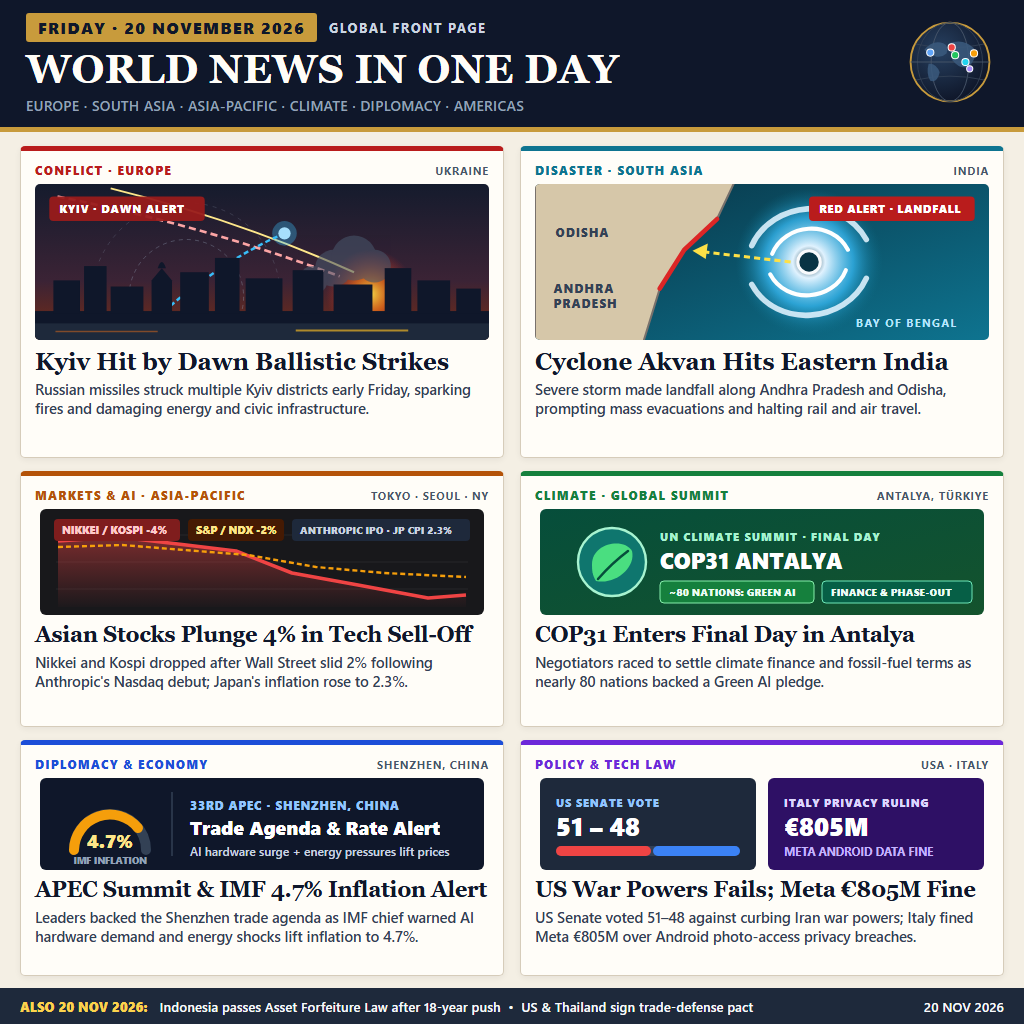 FRIDAY · 20 NOVEMBER 2026
GLOBAL FRONT PAGE
WORLD NEWS IN ONE DAY
EUROPE · SOUTH ASIA · ASIA-PACIFIC · CLIMATE · DIPLOMACY · AMERICAS
CONFLICT · EUROPE
UKRAINE
KYIV · DAWN ALERT
Kyiv Hit by Dawn Ballistic Strikes
Russian missiles struck multiple Kyiv districts early Friday, sparking
fires and damaging energy and civic infrastructure.
DISASTER · SOUTH ASIA
INDIA
RED ALERT · LANDFALL
ODISHA
ANDHRA
PRADESH
BAY OF BENGAL
Cyclone Akvan Hits Eastern India
Severe storm made landfall along Andhra Pradesh and Odisha,
prompting mass evacuations and halting rail and air travel.
MARKETS & AI · ASIA-PACIFIC
TOKYO · SEOUL · NY
NIKKEI / KOSPI -4%
S&P / NDX -2%
ANTHROPIC IPO · JP CPI 2.3%
Asian Stocks Plunge 4% in Tech Sell-Off
Nikkei and Kospi dropped after Wall Street slid 2% following
Anthropic's Nasdaq debut; Japan's inflation rose to 2.3%.
CLIMATE · GLOBAL SUMMIT
ANTALYA, TÜRKIYE
UN CLIMATE SUMMIT · FINAL DAY
COP31 ANTALYA
~80 NATIONS: GREEN AI
FINANCE & PHASE-OUT
COP31 Enters Final Day in Antalya
Negotiators raced to settle climate finance and fossil-fuel terms as
nearly 80 nations backed a Green AI pledge.
DIPLOMACY & ECONOMY
SHENZHEN, CHINA
4.7%
IMF INFLATION
33RD APEC · SHENZHEN, CHINA
Trade Agenda & Rate Alert
AI hardware surge + energy pressures lift prices
APEC Summit & IMF 4.7% Inflation Alert
Leaders backed the Shenzhen trade agenda as IMF chief warned AI
hardware demand and energy shocks lift inflation to 4.7%.
POLICY & TECH LAW
USA · ITALY
US SENATE VOTE
51 – 48
ITALY PRIVACY RULING
€805M
META ANDROID DATA FINE
US War Powers Fails; Meta €805M Fine
US Senate voted 51–48 against curbing Iran war powers; Italy fined
Meta €805M over Android photo-access privacy breaches.
ALSO 20 NOV 2026: Indonesia passes Asset Forfeiture Law after 18-year push • US & Thailand sign trade-defense pact
20 NOV 2026